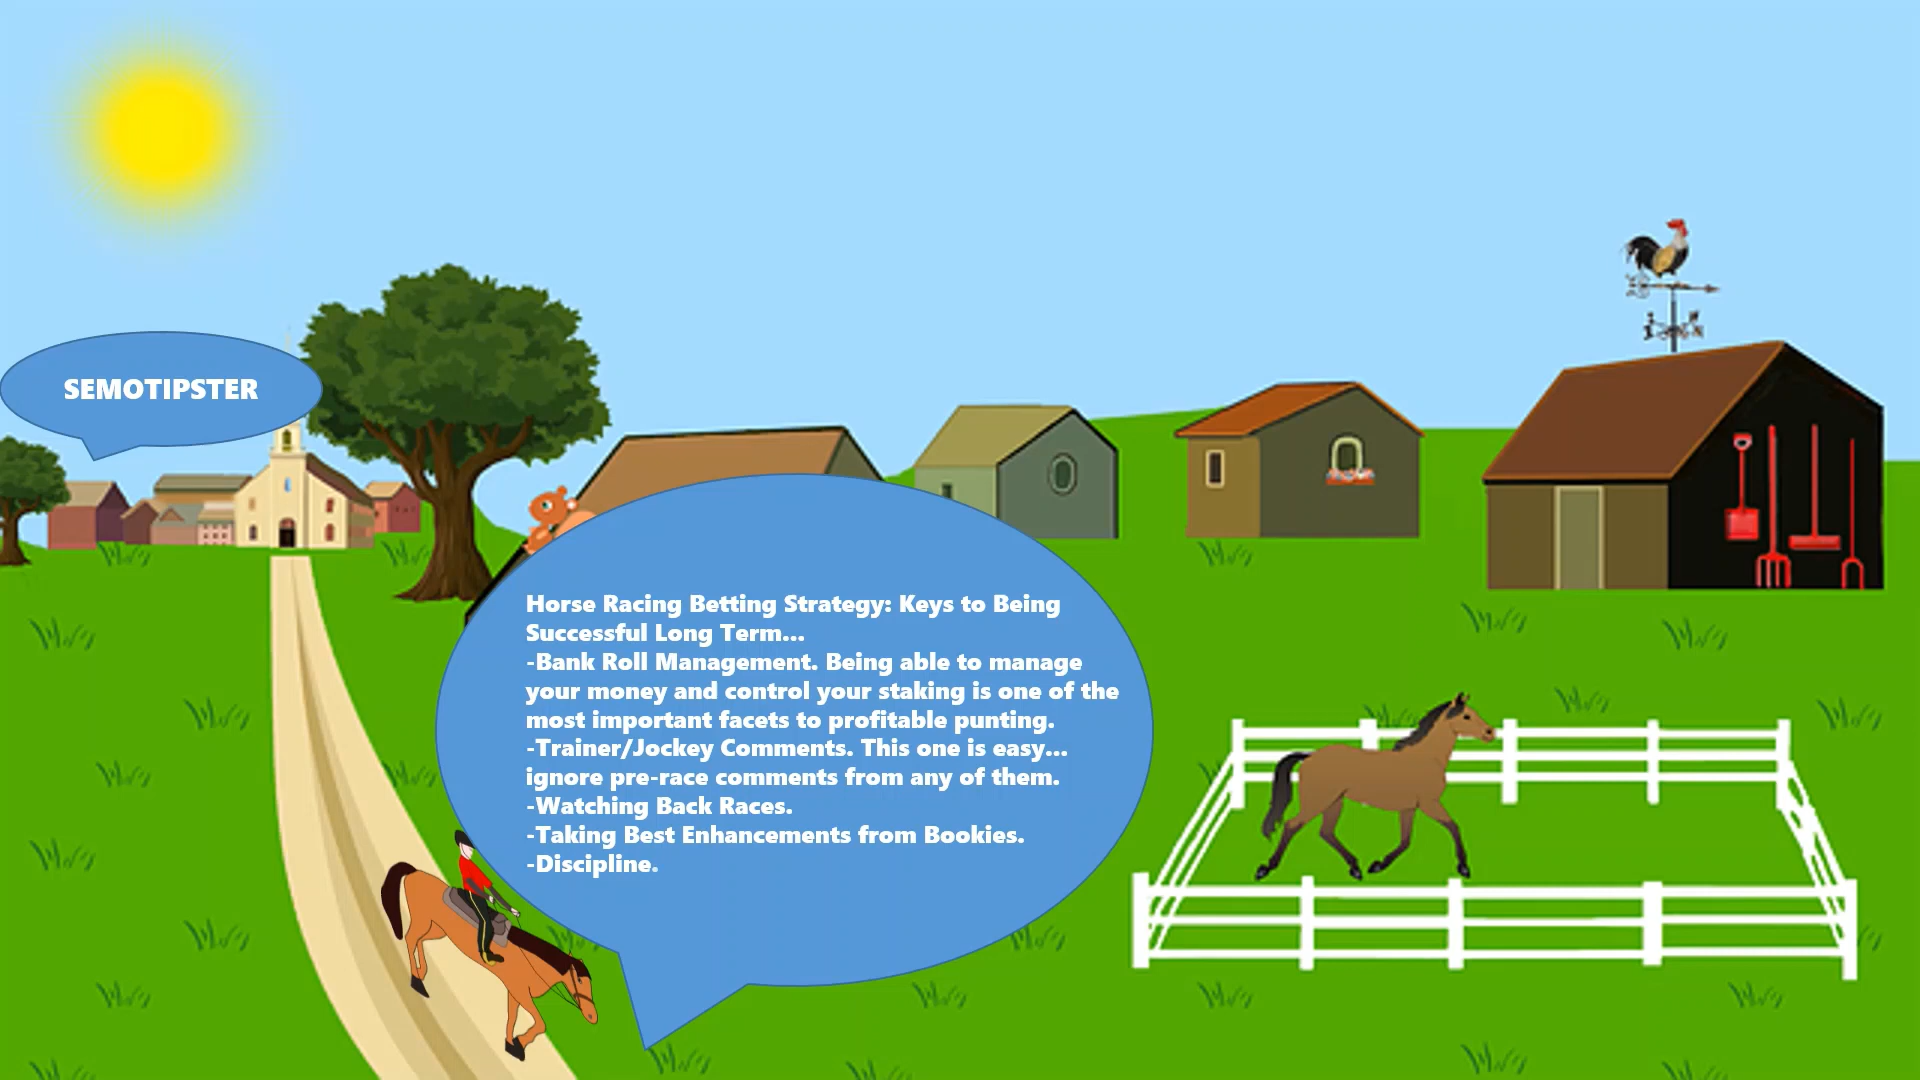 SEMOTIPSTER
Horse Racing Betting Strategy: Keys to Being
Successful Long Term...
-Bank Roll Management. Being able to manage
your money and control your staking is one of the
most important facets to profitable punting.
-Trainer/Jockey Comments. This one is easy...
ignore pre-race comments from any of them.
-Watching Back Races.
-Taking Best Enhancements from Bookies.
-Discipline.